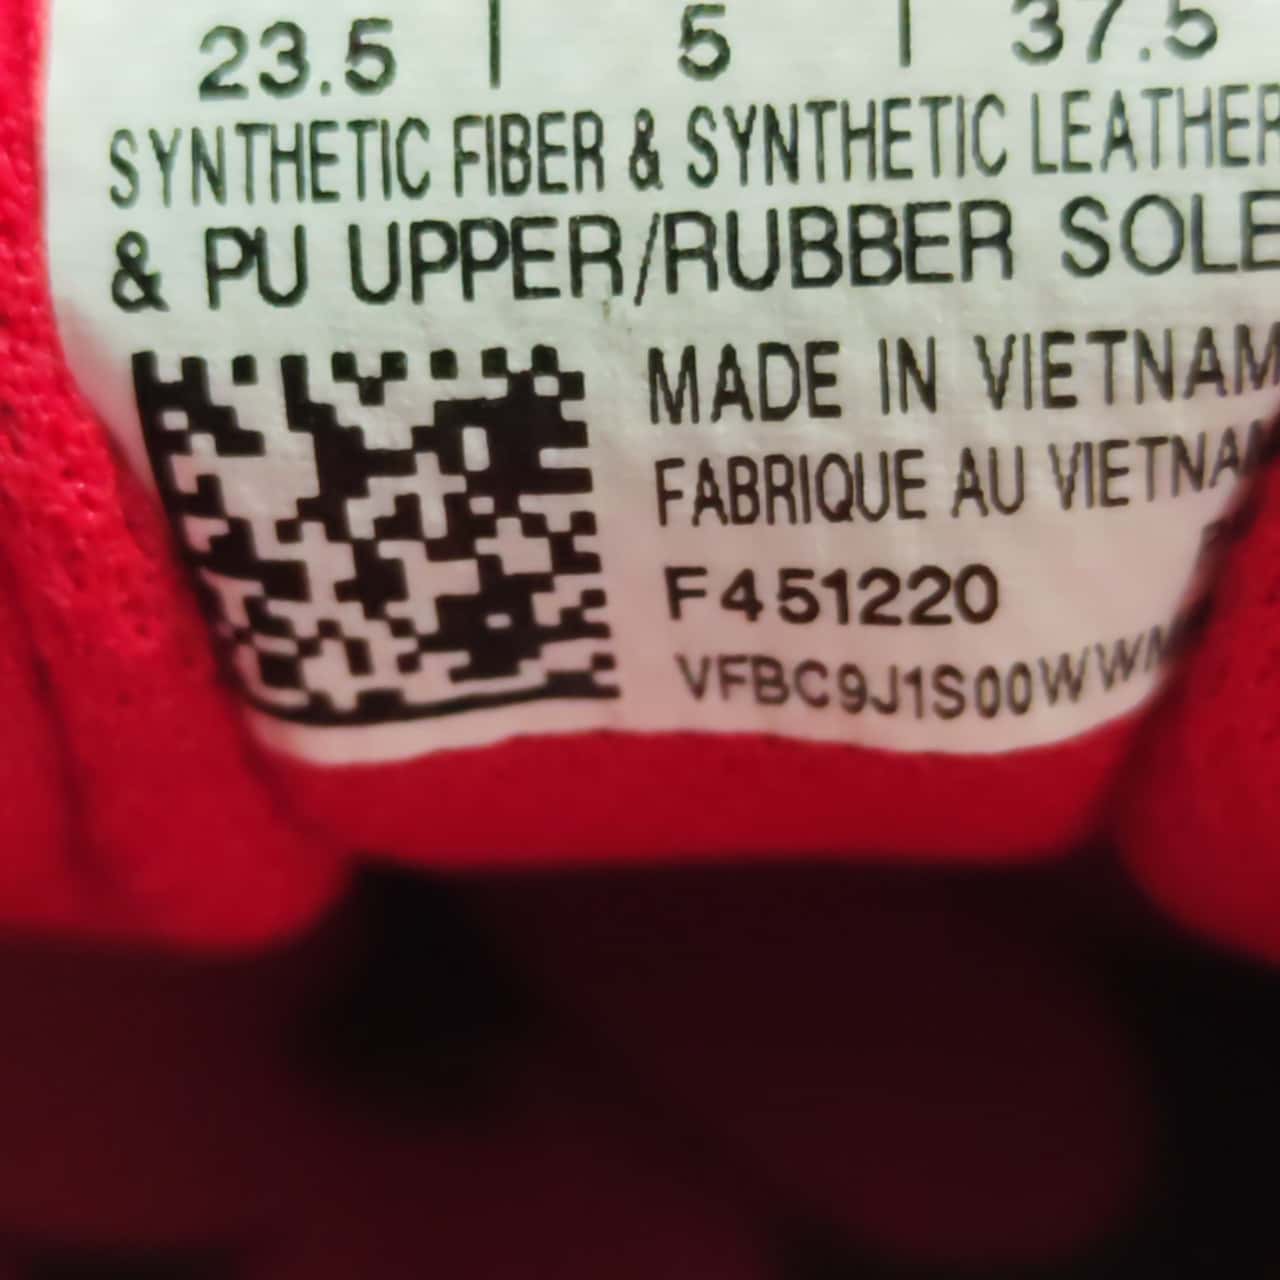 23.5 | 5 | 37.5
SYNTHETIC FIBER & SYNTHETIC LEATHER
& PU UPPER/RUBBER SOLE
MADE IN VIETNAM
FABRIQUE AU VIETNAM
F451220